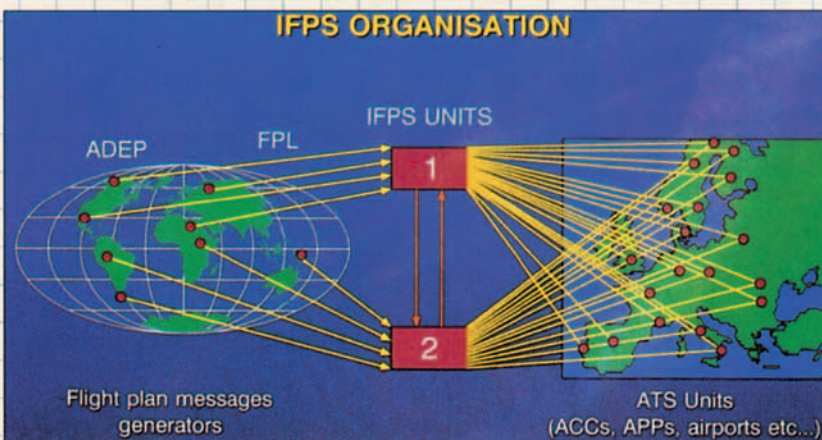 IFPS ORGANISATION
IFPS UNITS
ADEP
FPL
1
2
Flight plan messages
generators
ATS Units
(ACCs, APPs, airports etc...)